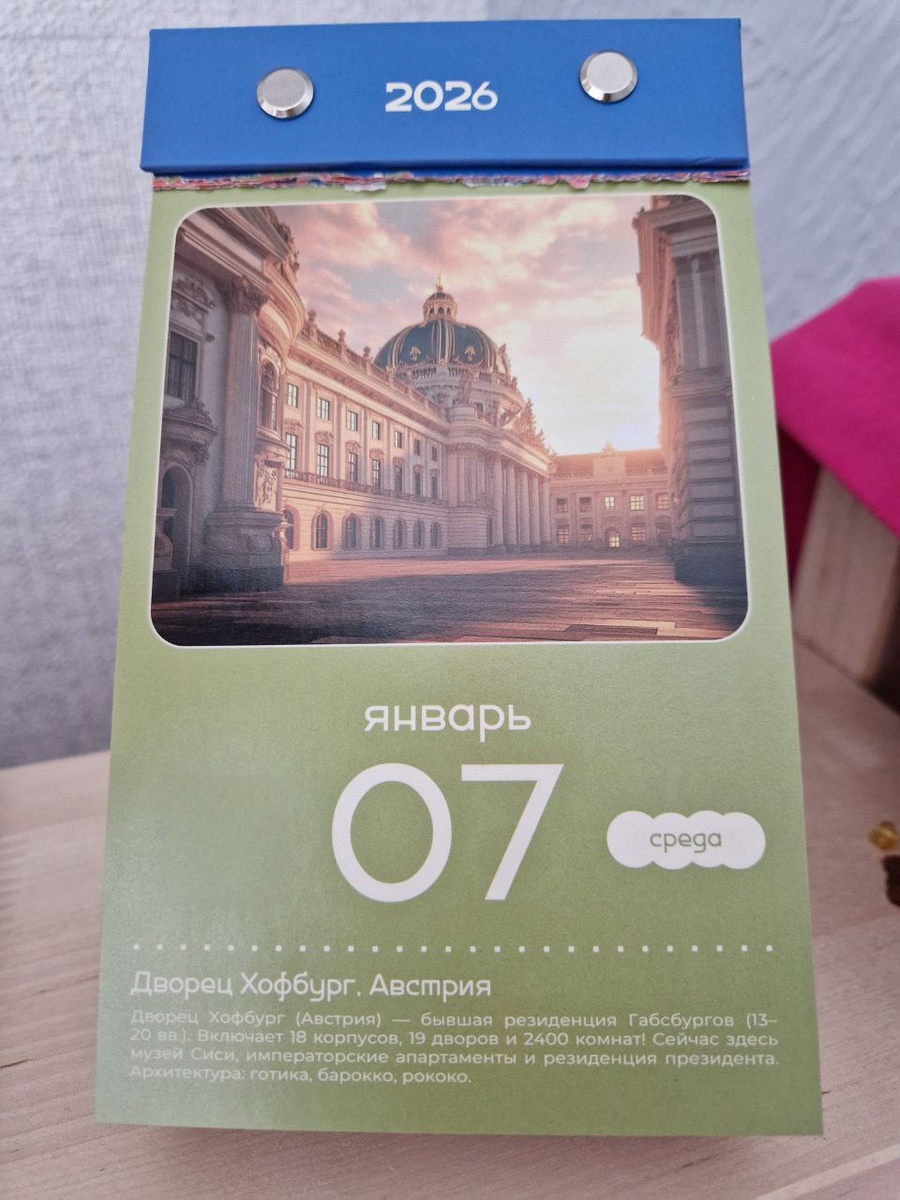 2026
январь
07
среда
Дворец Хофбург, Австрия
Дворец Хофбург (Австрия) — бывшая резиденция Габсбургов (13–
20 вв.). Включает 18 корпусов, 19 дворов и 2400 комнат! Сейчас здесь
музей Сиси, императорские апартаменты и резиденция президента.
Архитектура: готика, барокко, рококо.